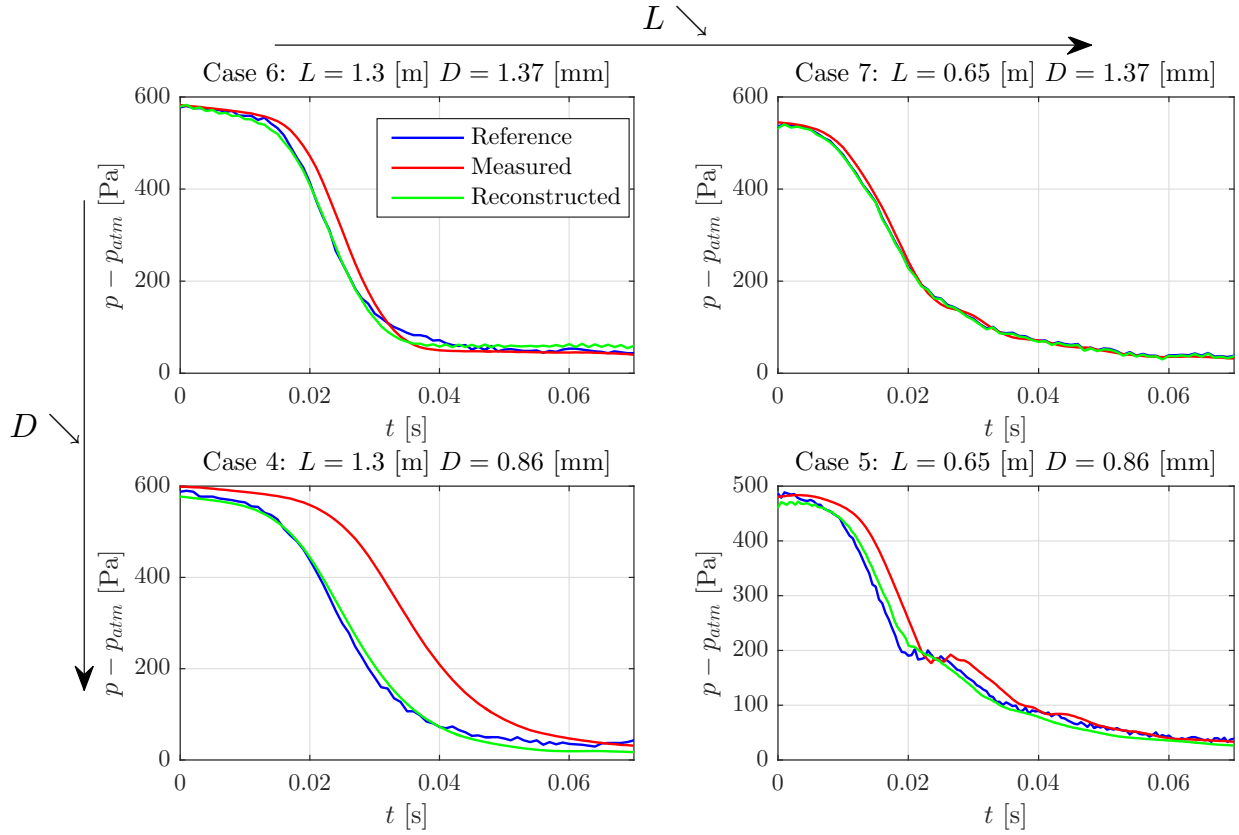 L ↘
Case 6: L = 1.3 [m] D = 1.37 [mm]
600
400
200
0
p − p_atm [Pa]
Reference
Measured
Reconstructed
0 0.02 0.04 0.06
t [s]
Case 7: L = 0.65 [m] D = 1.37 [mm]
600
400
200
0
p − p_atm [Pa]
0 0.02 0.04 0.06
t [s]
D ↘
Case 4: L = 1.3 [m] D = 0.86 [mm]
600
400
200
0
p − p_atm [Pa]
0 0.02 0.04 0.06
t [s]
Case 5: L = 0.65 [m] D = 0.86 [mm]
500
400
300
200
100
0
p − p_atm [Pa]
0 0.02 0.04 0.06
t [s]